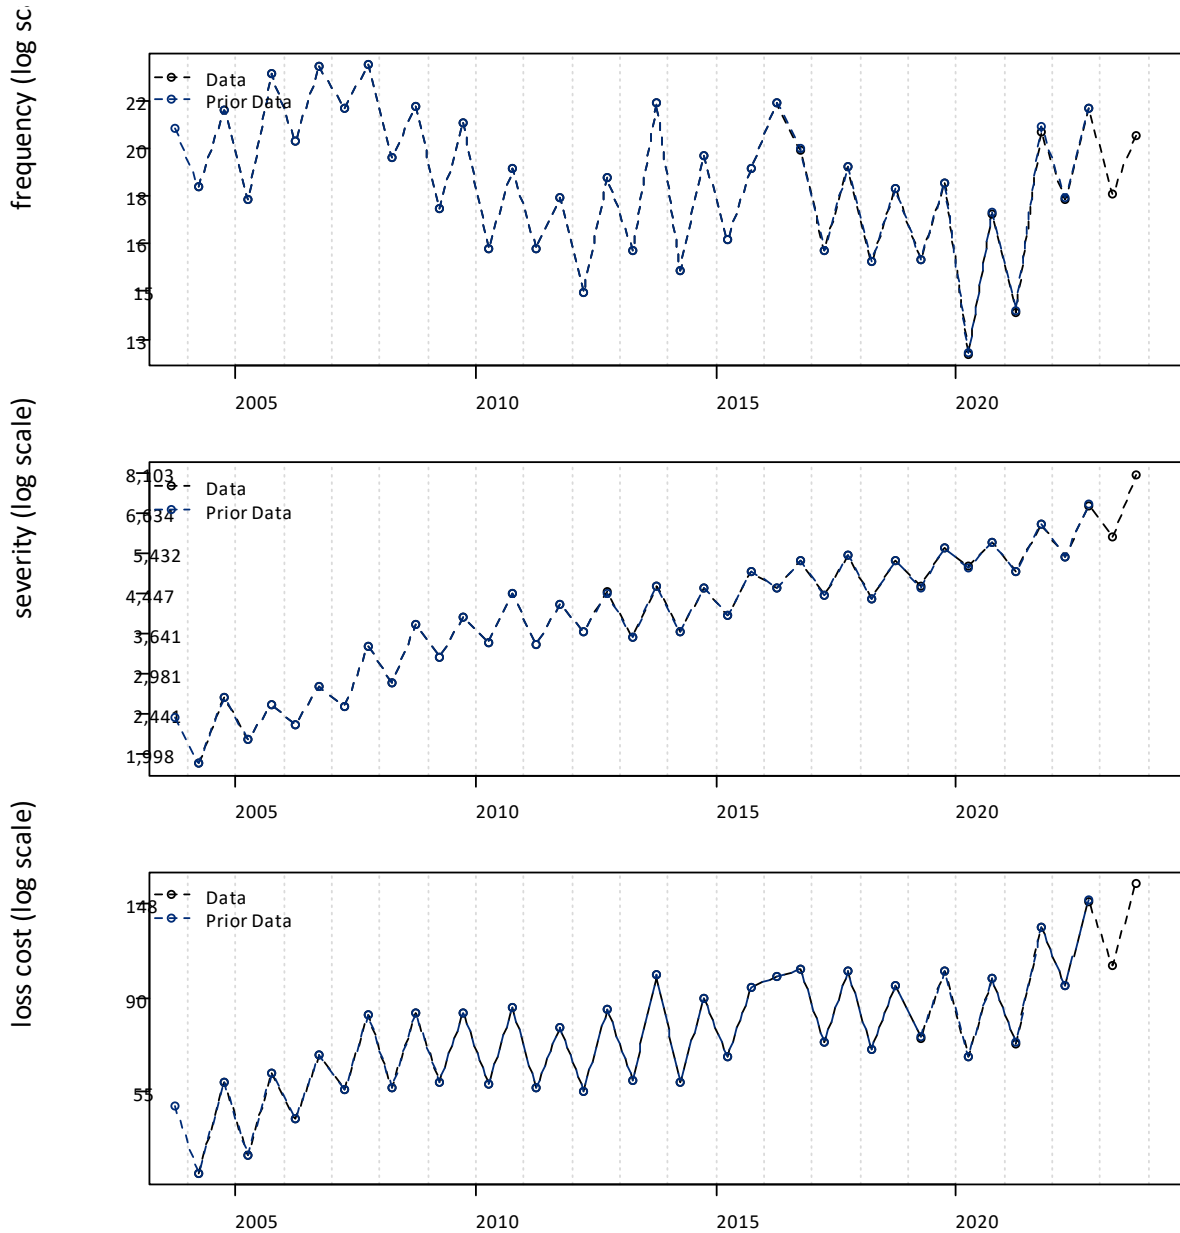 frequency (log sc
Data
Prior Data
22
20
18
16
15
13
2005 2010 2015 2020
severity (log scale)
8,103
Data
6,634
Prior Data
5,432
4,447
3,641
2,981
2,441
1,998
2005 2010 2015 2020
loss cost (log scale)
148
Data
Prior Data
90
55
2005 2010 2015 2020